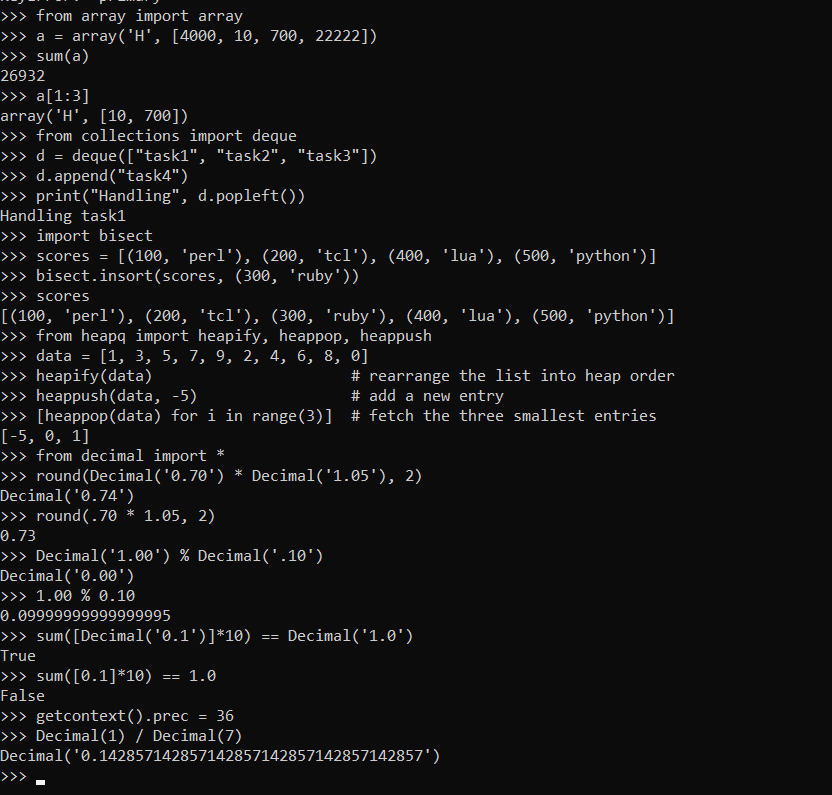 KeyError: 'primary'
>>> from array import array
>>> a = array('H', [4000, 10, 700, 22222])
>>> sum(a)
26932
>>> a[1:3]
array('H', [10, 700])
>>> from collections import deque
>>> d = deque(["task1", "task2", "task3"])
>>> d.append("task4")
>>> print("Handling", d.popleft())
Handling task1
>>> import bisect
>>> scores = [(100, 'perl'), (200, 'tcl'), (400, 'lua'), (500, 'python')]
>>> bisect.insort(scores, (300, 'ruby'))
>>> scores
[(100, 'perl'), (200, 'tcl'), (300, 'ruby'), (400, 'lua'), (500, 'python')]
>>> from heapq import heapify, heappop, heappush
>>> data = [1, 3, 5, 7, 9, 2, 4, 6, 8, 0]
>>> heapify(data)                      # rearrange the list into heap order
>>> heappush(data, -5)                 # add a new entry
>>> [heappop(data) for i in range(3)]  # fetch the three smallest entries
[-5, 0, 1]
>>> from decimal import *
>>> round(Decimal('0.70') * Decimal('1.05'), 2)
Decimal('0.74')
>>> round(.70 * 1.05, 2)
0.73
>>> Decimal('1.00') % Decimal('.10')
Decimal('0.00')
>>> 1.00 % 0.10
0.09999999999999995
>>> sum([Decimal('0.1')]*10) == Decimal('1.0')
True
>>> sum([0.1]*10) == 1.0
False
>>> getcontext().prec = 36
>>> Decimal(1) / Decimal(7)
Decimal('0.142857142857142857142857142857142857')
>>>